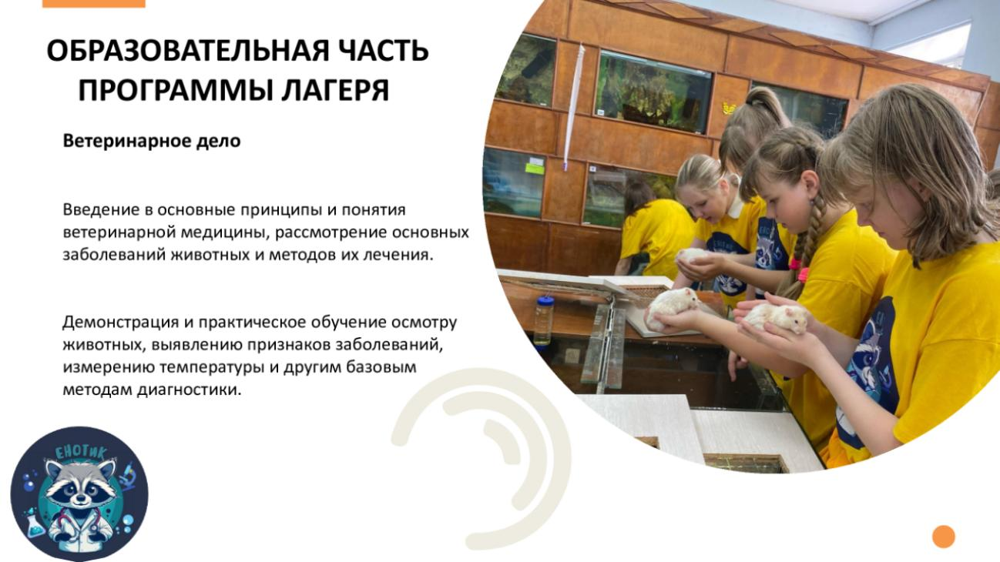 ОБРАЗОВАТЕЛЬНАЯ ЧАСТЬ
ПРОГРАММЫ ЛАГЕРЯ
Ветеринарное дело
Введение в основные принципы и понятия
ветеринарной медицины, рассмотрение основных
заболеваний животных и методов их лечения.
Демонстрация и практическое обучение осмотру
животных, выявлению признаков заболеваний,
измерению температуры и другим базовым
методам диагностики.
ЕНОТИК